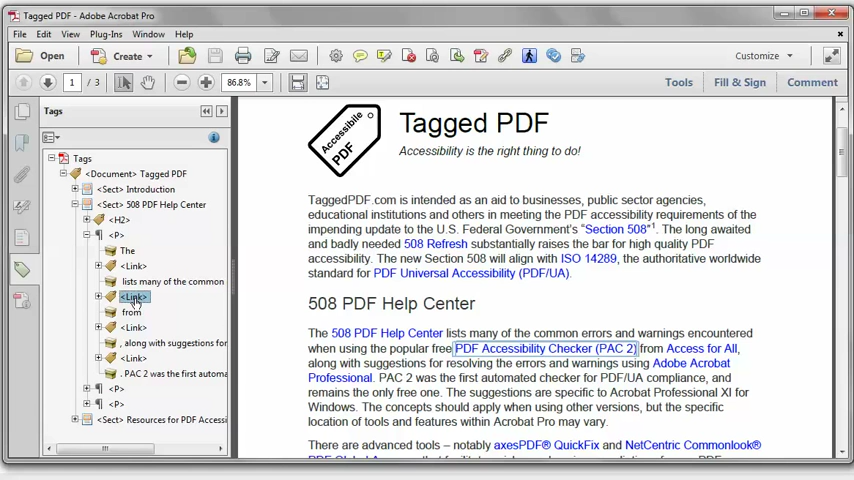 Tagged PDF - Adobe Acrobat Pro
File Edit View Plug-Ins Window Help
Open Create Customize
1 / 3 86.8% Tools Fill & Sign Comment
Tags
Tags
<Document> Tagged PDF
<Sect> Introduction
<Sect> 508 PDF Help Center
<H2>
<P>
The
<Link>
lists many of the common
<Link>
from
<Link>
, along with suggestions for
<Link>
. PAC 2 was the first automa
<P>
<P>
<Sect> Resources for PDF Accessi
Accessibile
PDF
Tagged PDF
Accessibility is the right thing to do!
TaggedPDF.com is intended as an aid to businesses, public sector agencies,
educational institutions and others in meeting the PDF accessibility requirements of the
impending update to the U.S. Federal Government's "Section 508"¹. The long awaited
and badly needed 508 Refresh substantially raises the bar for high quality PDF
accessibility. The new Section 508 will align with ISO 14289, the authoritative worldwide
standard for PDF Universal Accessibility (PDF/UA).
508 PDF Help Center
The 508 PDF Help Center lists many of the common errors and warnings encountered
when using the popular free PDF Accessibility Checker (PAC 2) from Access for All,
along with suggestions for resolving the errors and warnings using Adobe Acrobat
Professional. PAC 2 was the first automated checker for PDF/UA compliance, and
remains the only free one. The suggestions are specific to Acrobat Professional XI for
Windows. The concepts should apply when using other versions, but the specific
location of tools and features within Acrobat Pro may vary.
There are advanced tools – notably axesPDF® QuickFix and NetCentric Commonlook®